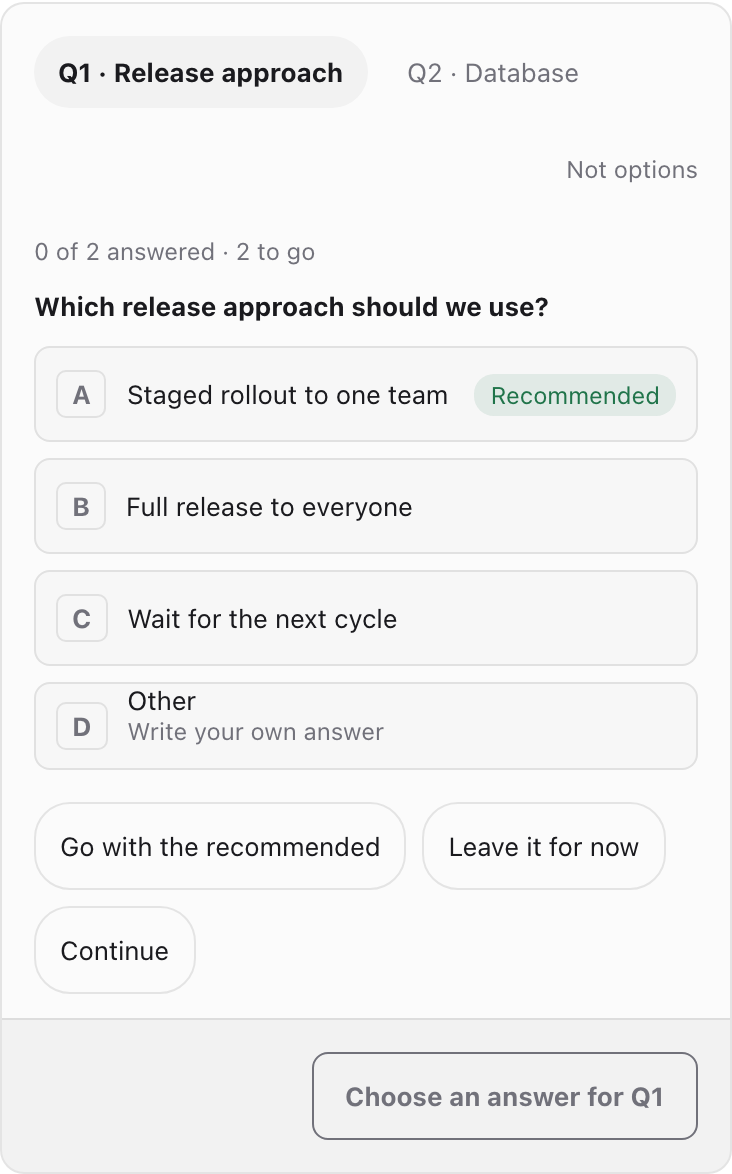 Q1 · Release approach
Q2 · Database
Not options
0 of 2 answered · 2 to go
Which release approach should we use?
A Staged rollout to one team Recommended
B Full release to everyone
C Wait for the next cycle
D Other
Write your own answer
Go with the recommended
Leave it for now
Continue
Choose an answer for Q1